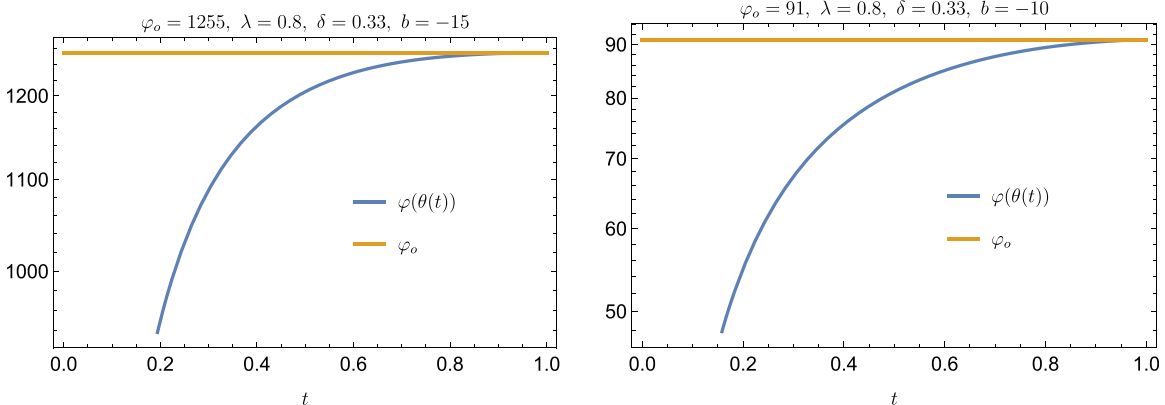 φₒ = 1255, λ = 0.8, δ = 0.33, b = −15
1200
1100
1000
φ(θ(t))
φₒ
0.0 0.2 0.4 0.6 0.8 1.0
t
φₒ = 91, λ = 0.8, δ = 0.33, b = −10
90
80
70
60
50
φ(θ(t))
φₒ
0.0 0.2 0.4 0.6 0.8 1.0
t